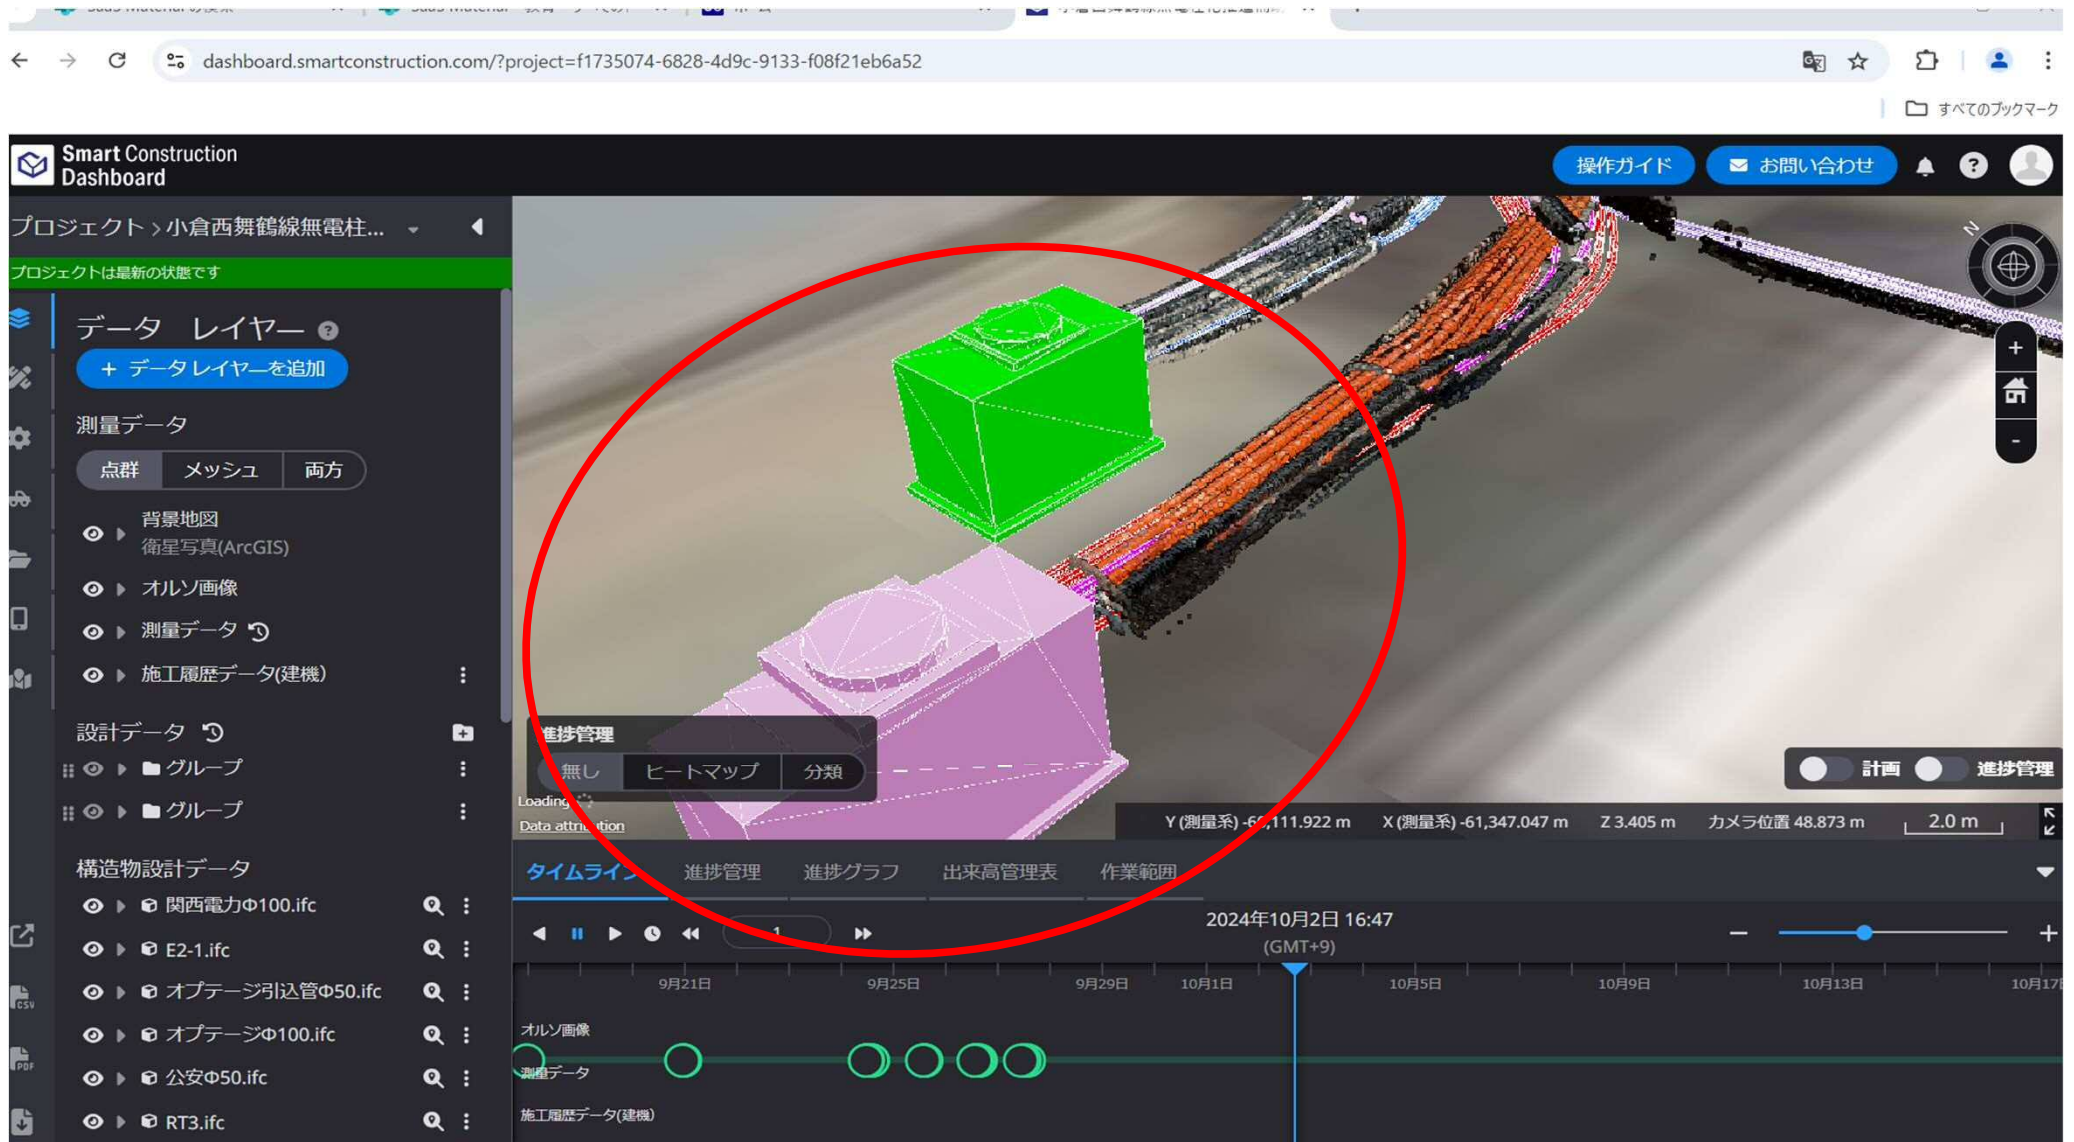 dashboard.smartconstruction.com/?project=f1735074-6828-4d9c-9133-f08f21eb6a52
すべてのブックマーク
Smart Construction
Dashboard
操作ガイド
お問い合わせ
?
プロジェクト > 小倉西舞鶴線無電柱...
プロジェクトは最新の状態です
N
データ レイヤー ?
+ データレイヤーを追加
測量データ
点群 メッシュ 両方
背景地図
衛星写真(ArcGIS)
オルソ画像
測量データ
施工履歴データ(建機)
設計データ
グループ
グループ
構造物設計データ
関西電力Φ100.ifc
E2-1.ifc
オプテージ引込管Φ50.ifc
オプテージΦ100.ifc
公安Φ50.ifc
RT3.ifc
CSV
PDF
+
-
進捗管理
無し ヒートマップ 分類
Loading
Data attribution
計画 進捗管理
X (測量系) -61,347.047 m Z 3.405 m カメラ位置 48.873 m 2.0 m
タイムライン 進捗管理 進捗グラフ 出来高管理表 作業範囲
1
2024年10月2日 16:47
(GMT+9)
9月21日 9月25日 9月29日 10月1日 10月5日 10月9日 10月13日
オルソ画像
測量データ
施工履歴データ(建機)